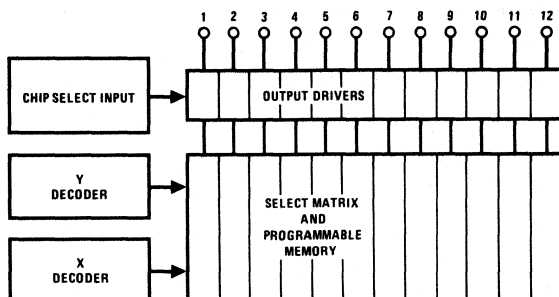 1 2 3 4 5 6 7 8 9 10 11 12
CHIP SELECT INPUT
OUTPUT DRIVERS
Y
DECODER
SELECT MATRIX
AND
PROGRAMMABLE
MEMORY
X
DECODER